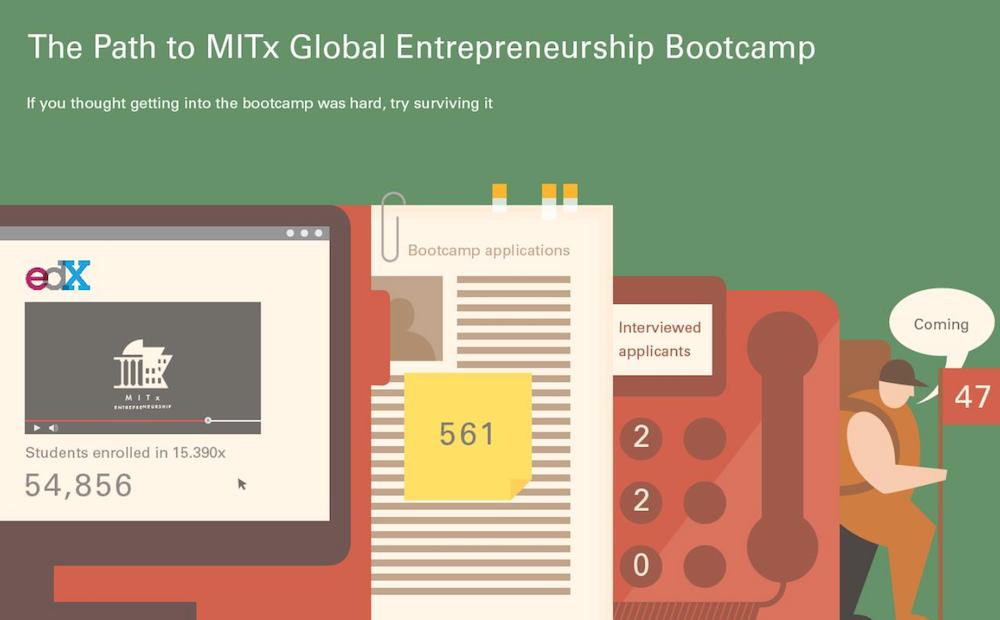 The Path to MITx Global Entrepreneurship Bootcamp
If you thought getting into the bootcamp was hard, try surviving it
edX
MITx
ENTREPRENEURSHIP
Students enrolled in 15.390x
54,856
Bootcamp applications
561
Interviewed
applicants
2
2
0
Coming
47